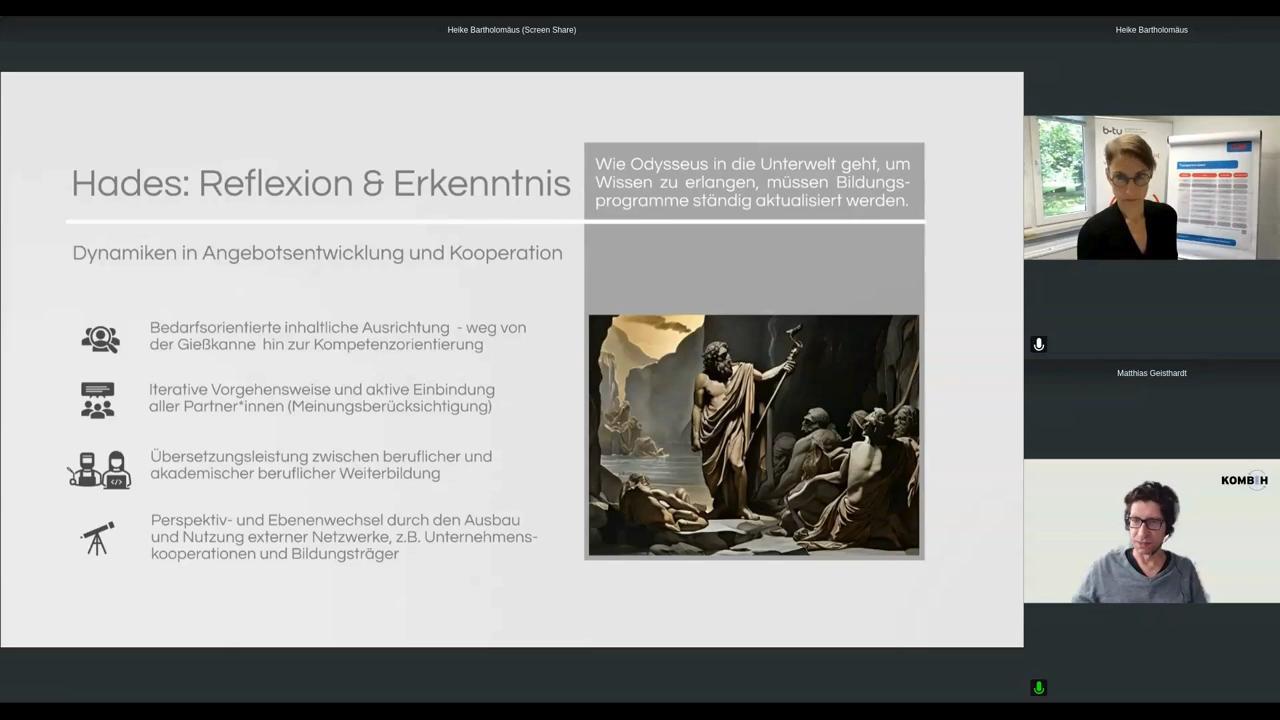 Heike Bartholomäus (Screen Share)
Heike Bartholomäus
Hades: Reflexion & Erkenntnis
Wie Odysseus in die Unterwelt geht, um
Wissen zu erlangen, müssen Bildungs-
programme ständig aktualisiert werden.
Dynamiken in Angebotsentwicklung und Kooperation
Bedarfsorientierte inhaltliche Ausrichtung - weg von
der Gießkanne hin zur Kompetenzorientierung
Iterative Vorgehensweise und aktive Einbindung
aller Partner*innen (Meinungsberücksichtigung)
Übersetzungsleistung zwischen beruflicher und
akademischer beruflicher Weiterbildung
Perspektiv- und Ebenenwechsel durch den Ausbau
und Nutzung externer Netzwerke, z.B. Unternehmens-
kooperationen und Bildungsträger
b-tu
Matthias Geisthardt
KOMBIH